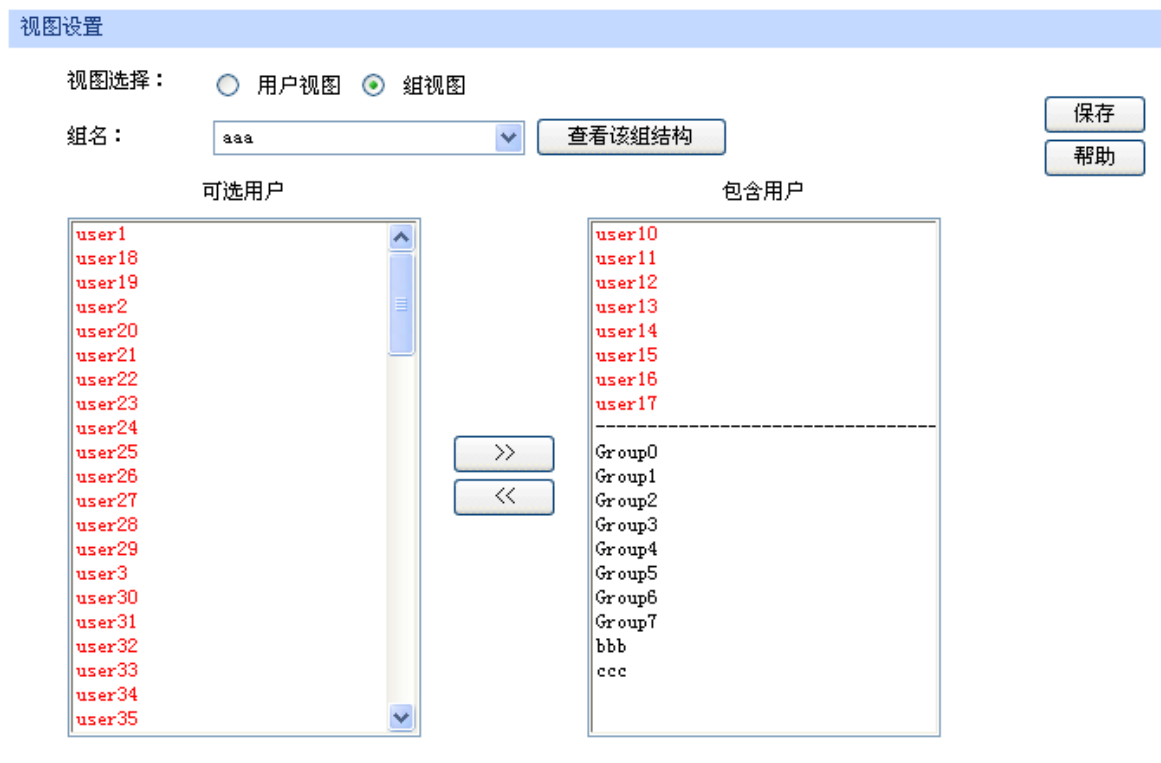 视图设置
视图选择： 用户视图 组视图
保存
组名： aaa 查看该组结构
帮助
可选用户
包含用户
user1
user18
user19
user2
user20
user21
user22
user23
user24
user25
user26
user27
user28
user29
user3
user30
user31
user32
user33
user34
user35
>>
<<
user10
user11
user12
user13
user14
user15
user16
user17
---------------------------------
Group0
Group1
Group2
Group3
Group4
Group5
Group6
Group7
bbb
ccc